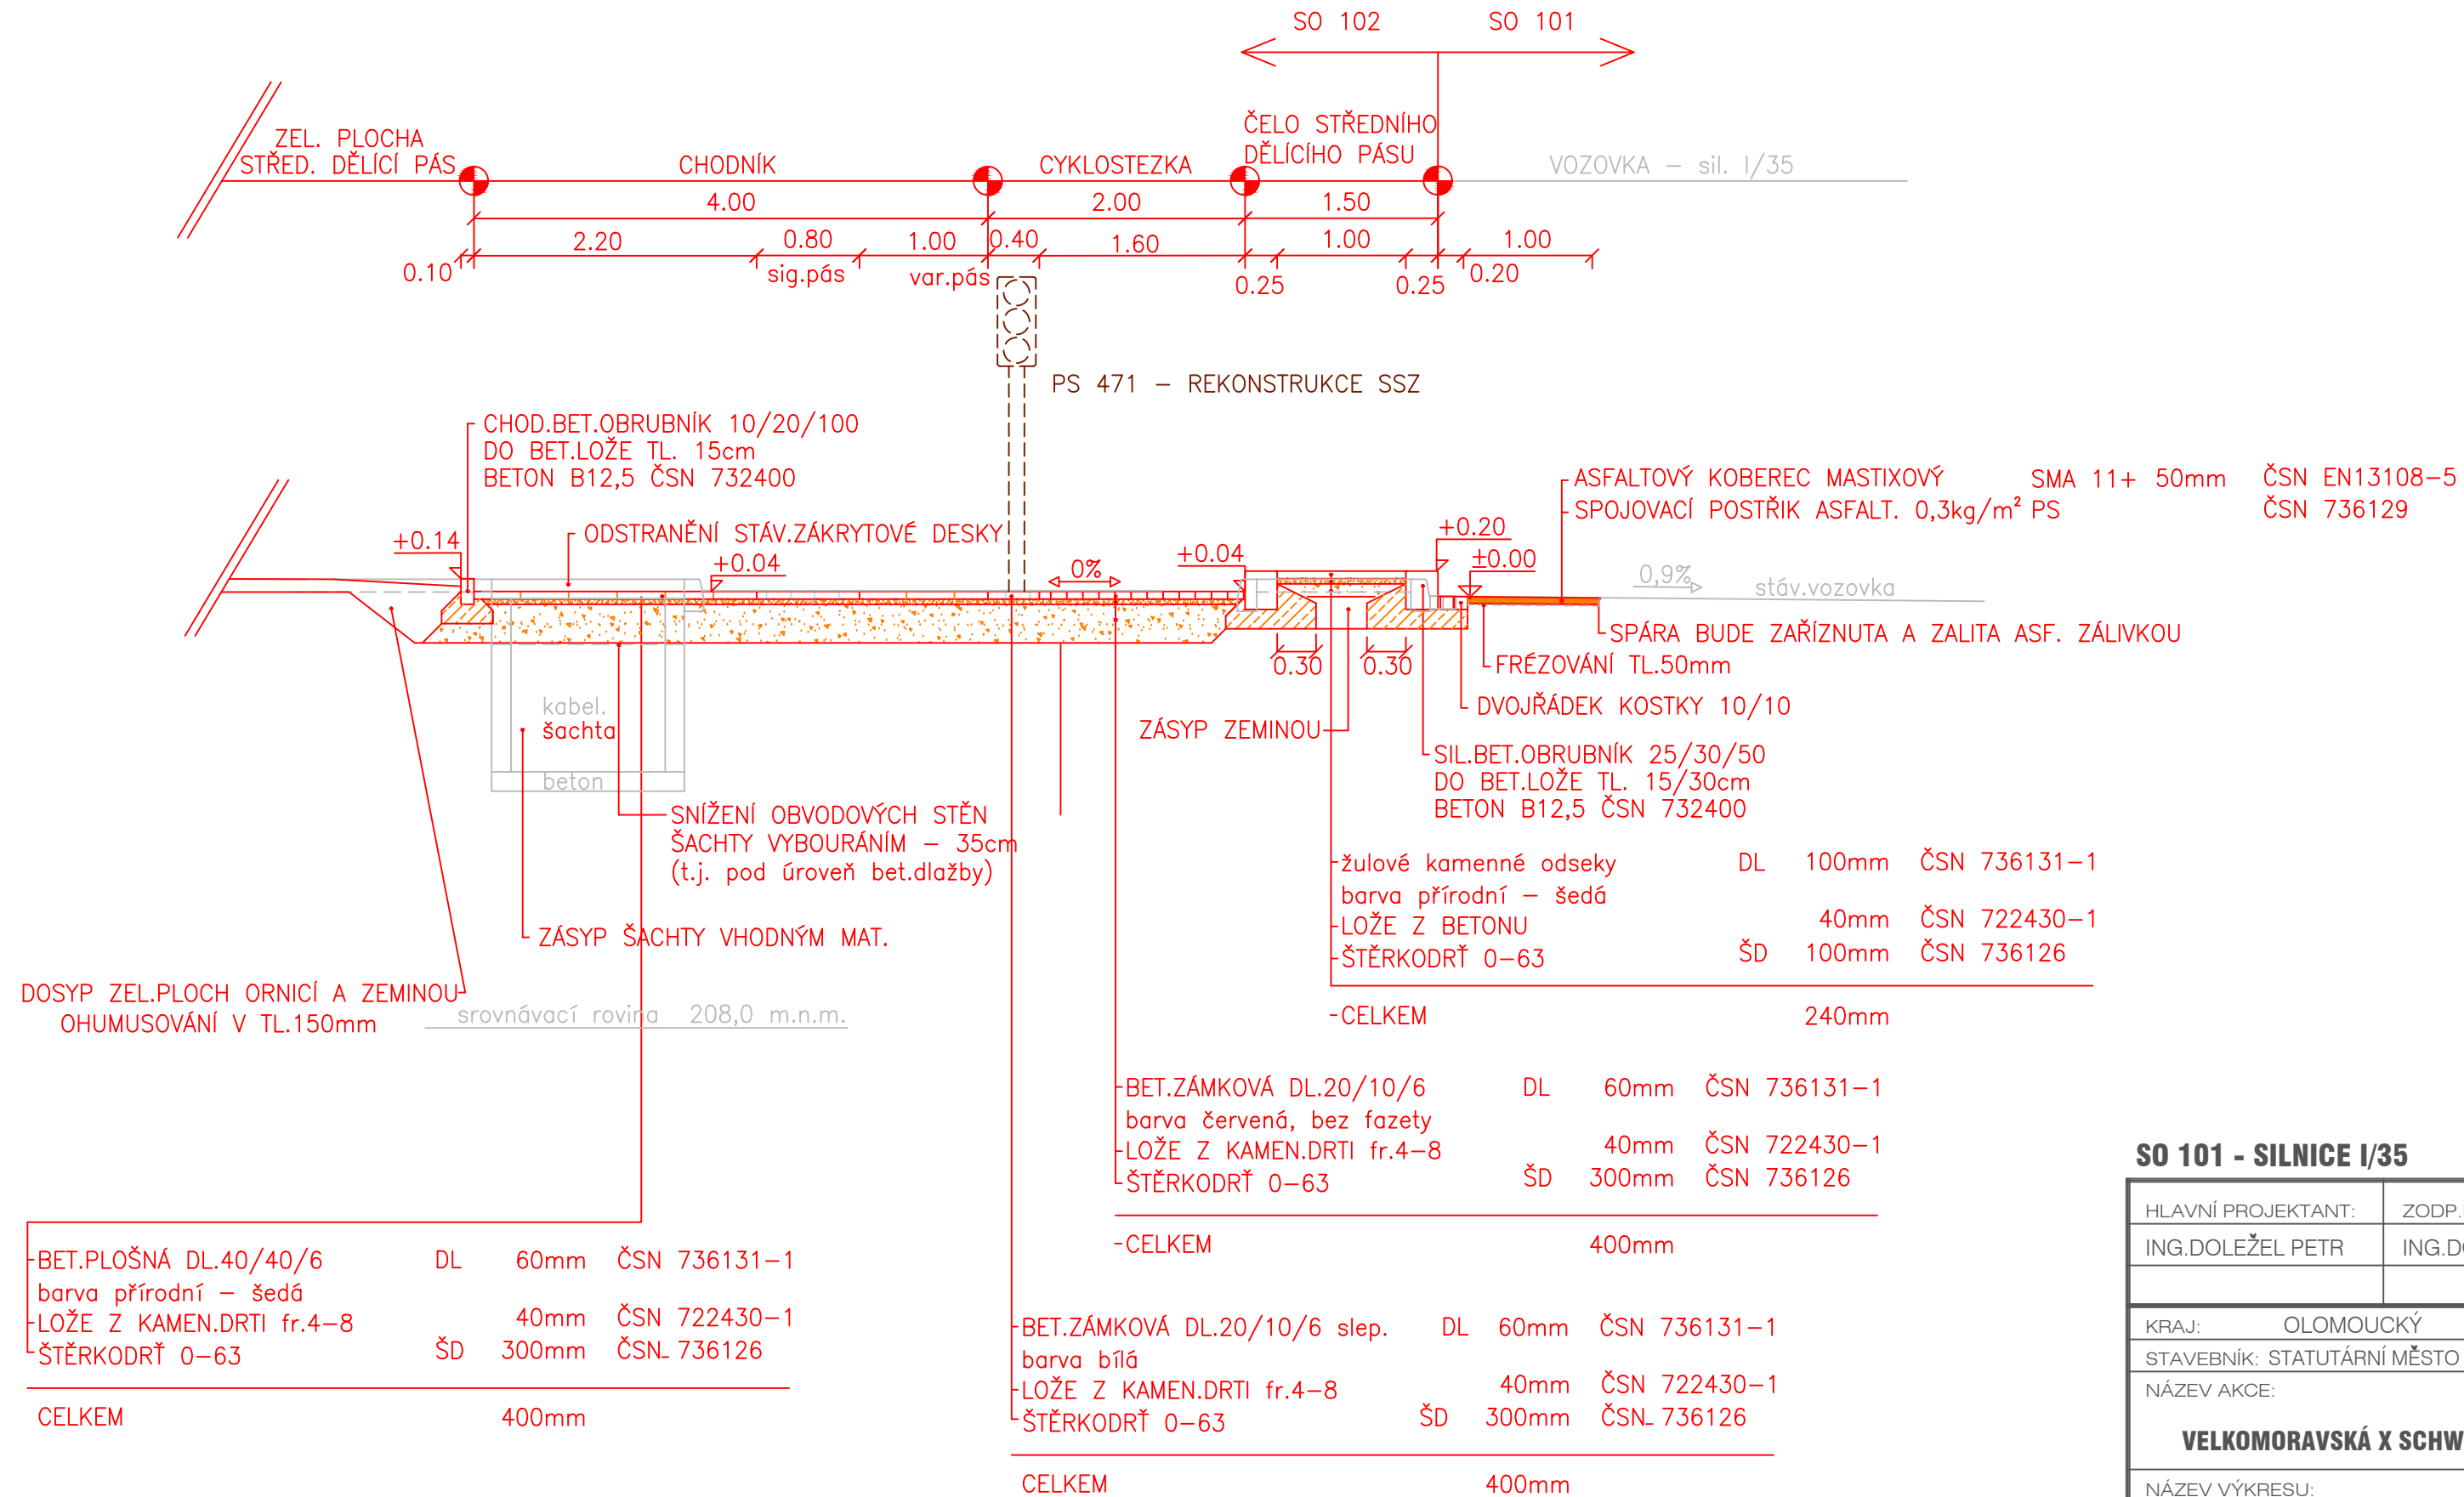 SO 102 SO 101
ZEL. PLOCHA
STŘED. DĚLÍCÍ PÁS
CHODNÍK
CYKLOSTEZKA
ČELO STŘEDNÍHO
DĚLÍCÍHO PÁSU
VOZOVKA – sil. I/35
4.00 2.00 1.50
2.20 0.80 1.00 0.40 1.60 1.00 1.00
0.10 sig.pás var.pás 0.25 0.25 0.20
PS 471 – REKONSTRUKCE SSZ
CHOD.BET.OBRUBNÍK 10/20/100
DO BET.LOŽE TL. 15cm
BETON B12,5 ČSN 732400
ASFALTOVÝ KOBEREC MASTIXOVÝ SMA 11+ 50mm ČSN EN13108–5
SPOJOVACÍ POSTŘIK ASFALT. 0,3kg/m² PS ČSN 736129
ODSTRANĚNÍ STÁV.ZÁKRYTOVÉ DESKY
+0.14 +0.04 0% +0.04 +0.20 ±0.00
0,9% stáv.vozovka
SPÁRA BUDE ZAŘÍZNUTA A ZALITA ASF. ZÁLIVKOU
0.30 0.30
FRÉZOVÁNÍ TL.50mm
DVOJŘÁDEK KOSTKY 10/10
kabel.
šachta
beton
ZÁSYP ZEMINOU
SIL.BET.OBRUBNÍK 25/30/50
DO BET.LOŽE TL. 15/30cm
BETON B12,5 ČSN 732400
SNÍŽENÍ OBVODOVÝCH STĚN
ŠACHTY VYBOURÁNÍM – 35cm
(t.j. pod úroveň bet.dlažby)
ZÁSYP ŠACHTY VHODNÝM MAT.
DOSYP ZEL.PLOCH ORNICÍ A ZEMINOU
OHUMUSOVÁNÍ V TL.150mm
srovnávací rovina 208,0 m.n.m.
žulové kamenné odseky DL 100mm ČSN 736131–1
barva přírodní – šedá
LOŽE Z BETONU 40mm ČSN 722430–1
ŠTĚRKODRŤ 0–63 ŠD 100mm ČSN 736126
CELKEM 240mm
BET.ZÁMKOVÁ DL.20/10/6 DL 60mm ČSN 736131–1
barva červená, bez fazety
LOŽE Z KAMEN.DRTI fr.4–8 40mm ČSN 722430–1
ŠTĚRKODRŤ 0–63 ŠD 300mm ČSN 736126
CELKEM 400mm
BET.PLOŠNÁ DL.40/40/6 DL 60mm ČSN 736131–1
barva přírodní – šedá
LOŽE Z KAMEN.DRTI fr.4–8 40mm ČSN 722430–1
ŠTĚRKODRŤ 0–63 ŠD 300mm ČSN 736126
CELKEM 400mm
BET.ZÁMKOVÁ DL.20/10/6 slep. DL 60mm ČSN 736131–1
barva bílá
LOŽE Z KAMEN.DRTI fr.4–8 40mm ČSN 722430–1
ŠTĚRKODRŤ 0–63 ŠD 300mm ČSN 736126
CELKEM 400mm
SO 101 - SILNICE I/35
HLAVNÍ PROJEKTANT: ZODP.
ING.DOLEŽEL PETR
KRAJ: OLOMOUCKÝ
STAVEBNÍK: STATUTÁRNÍ MĚSTO
NÁZEV AKCE:
VELKOMORAVSKÁ X
NÁZEV VÝKRESU: